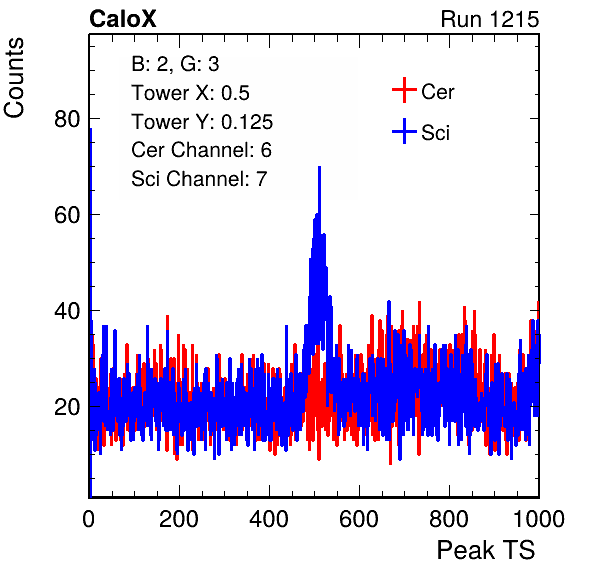 CaloX Run 1215
Counts
B: 2, G: 3
Tower X: 0.5
Tower Y: 0.125
Cer Channel: 6
Sci Channel: 7
Cer
Sci
80
60
40
20
0 200 400 600 800 1000
Peak TS